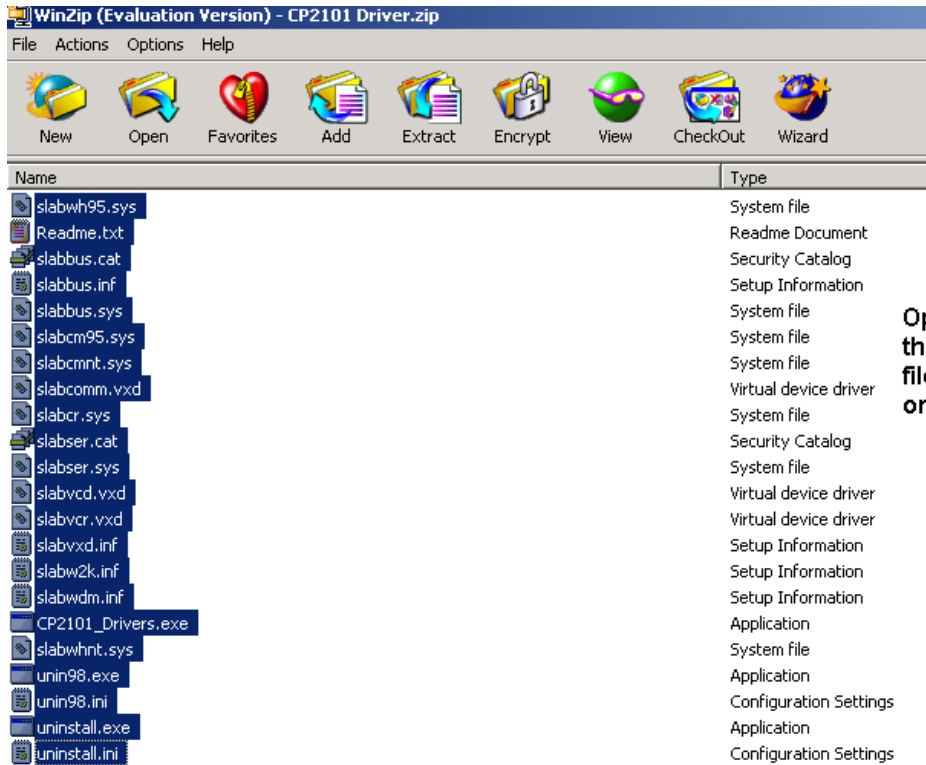 WinZip (Evaluation Version) - CP2101 Driver.zip
File Actions Options Help
New Open Favorites Add Extract Encrypt View CheckOut Wizard
Name Type
slabwh95.sys System file
Readme.txt Readme Document
slabbus.cat Security Catalog
slabbus.inf Setup Information
slabbus.sys System file
slabcm95.sys System file
slabcmnt.sys System file
slabcomm.vxd Virtual device driver
slabcr.sys System file
slabser.cat Security Catalog
slabser.sys System file
slabvcd.vxd Virtual device driver
slabvcr.vxd Virtual device driver
slabvxd.inf Setup Information
slabw2k.inf Setup Information
slabwdm.inf Setup Information
CP2101_Drivers.exe Application
slabwhnt.sys System file
unin98.exe Application
unin98.ini Configuration Settings
uninstall.exe Application
uninstall.ini Configuration Settings